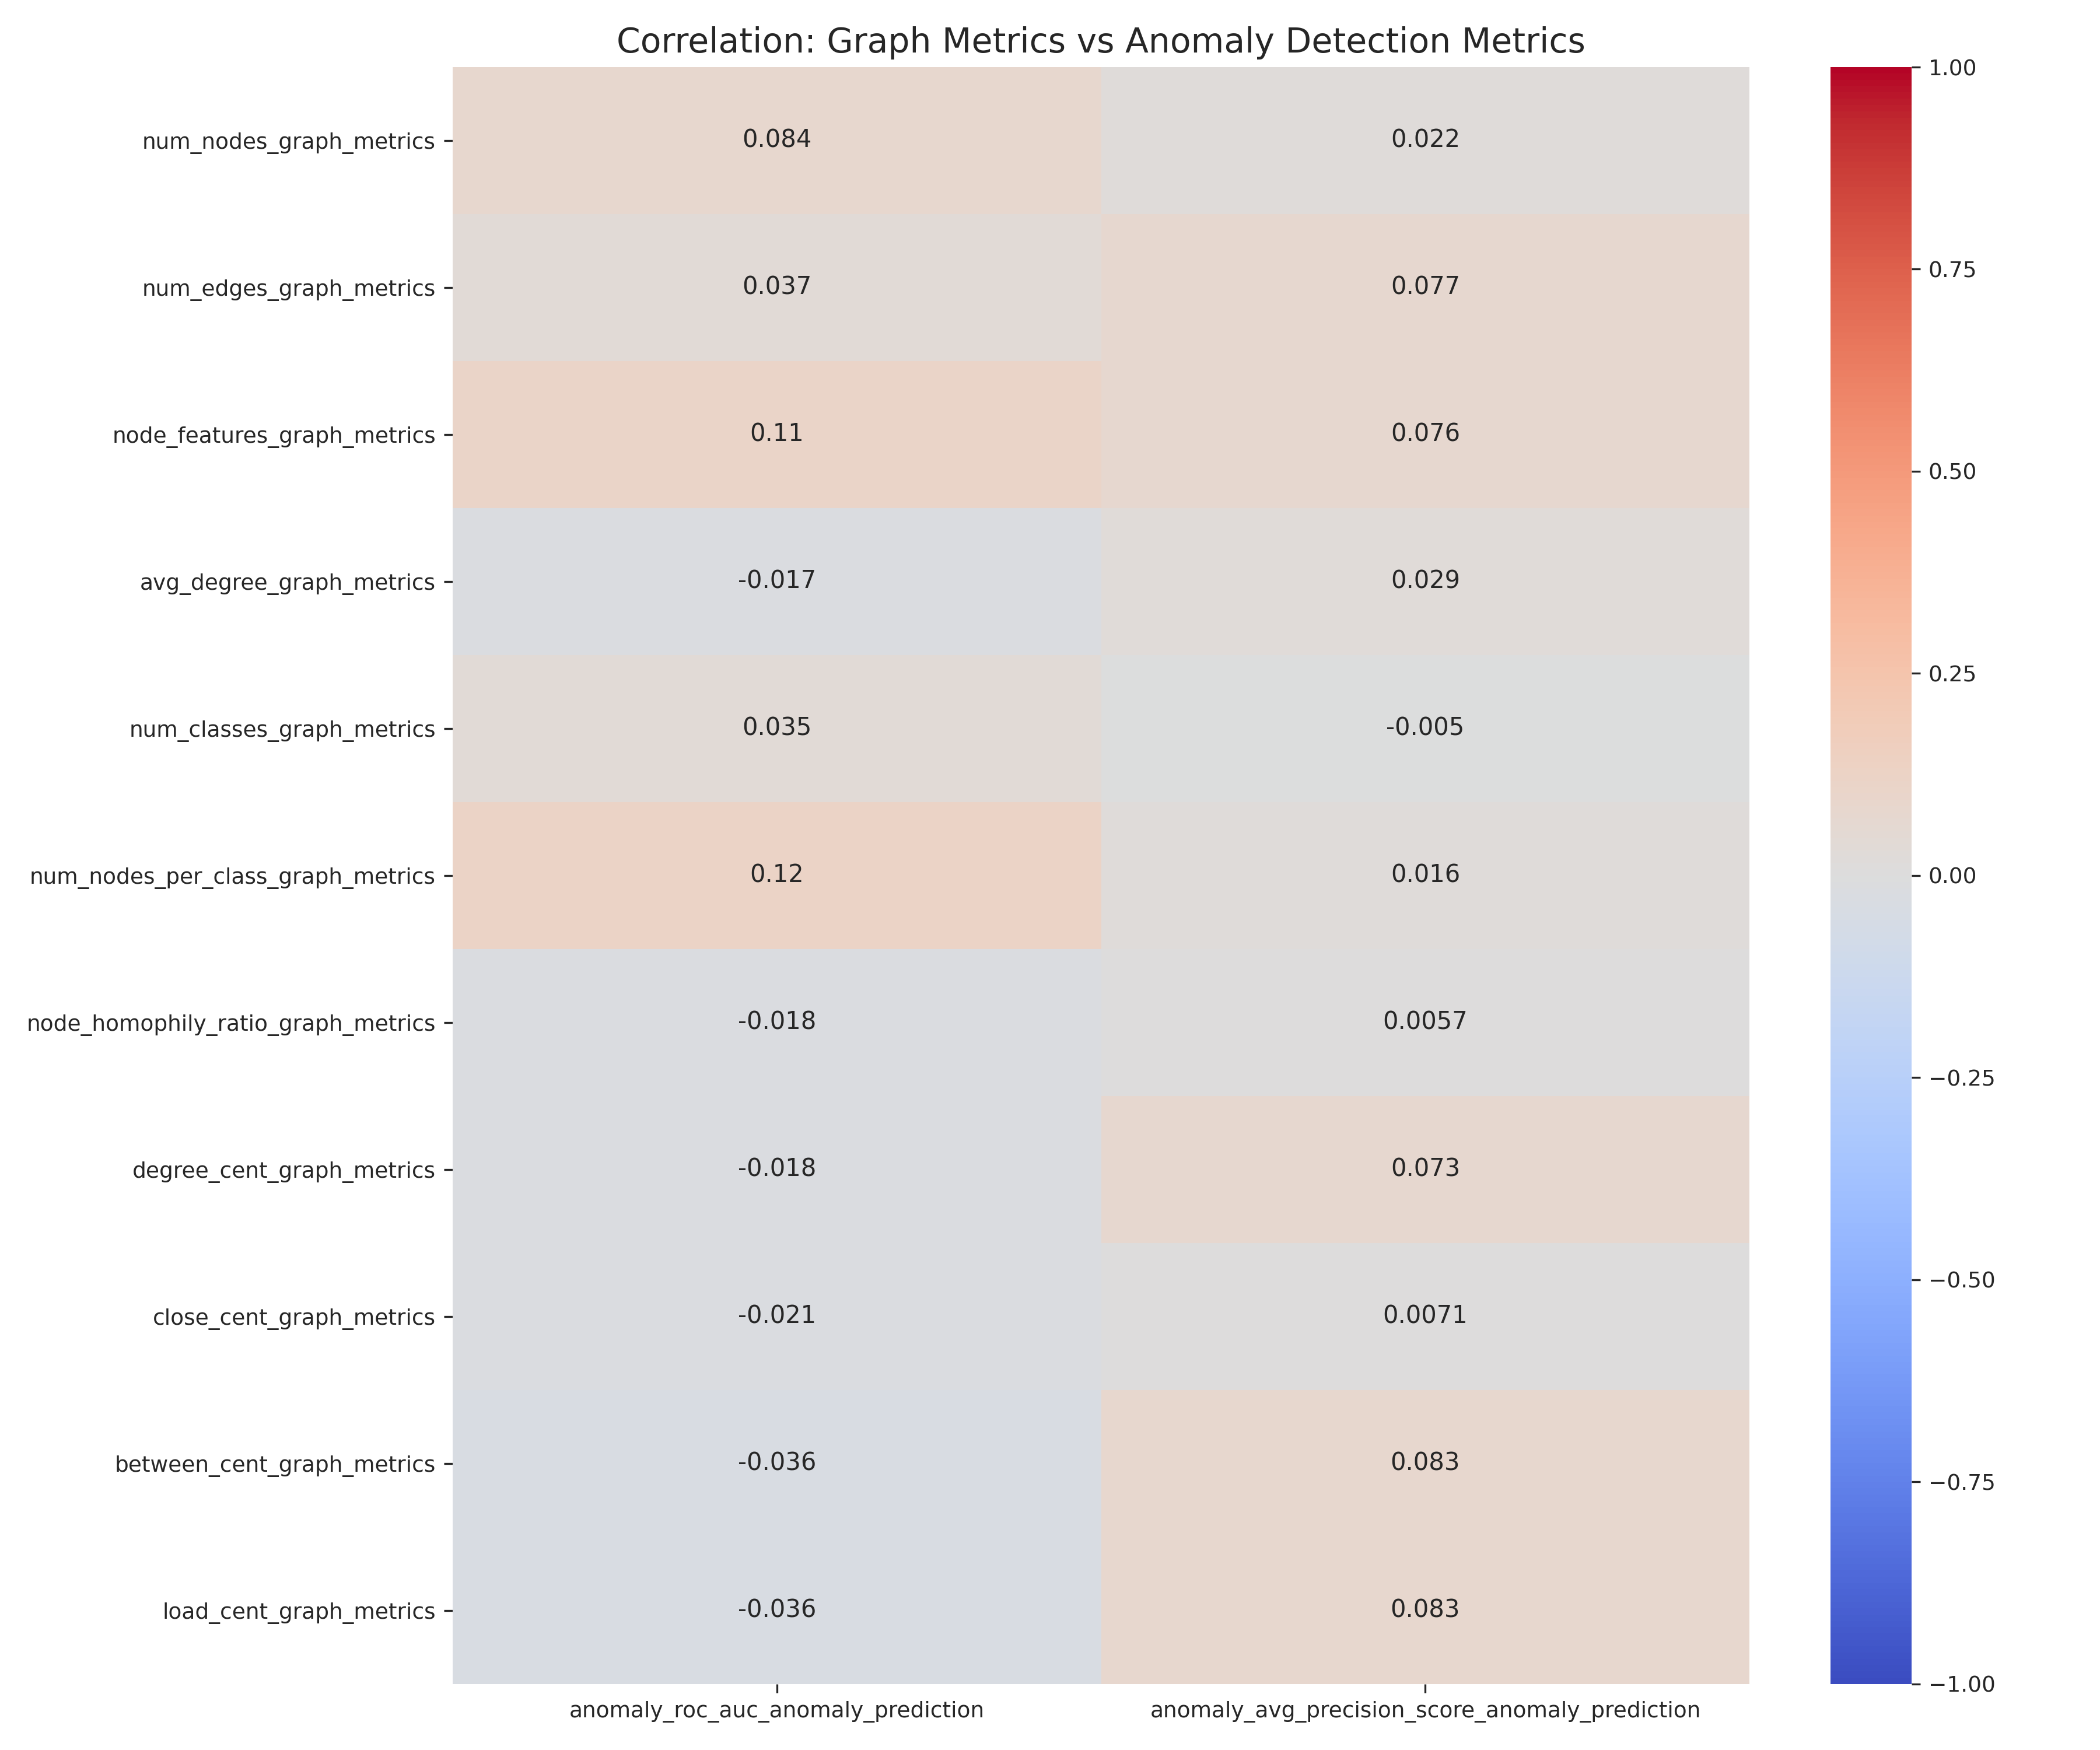 Correlation: Graph Metrics vs Anomaly Detection Metrics
num_nodes_graph_metrics 0.084 0.022
num_edges_graph_metrics 0.037 0.077
node_features_graph_metrics 0.11 0.076
avg_degree_graph_metrics -0.017 0.029
num_classes_graph_metrics 0.035 -0.005
num_nodes_per_class_graph_metrics 0.12 0.016
node_homophily_ratio_graph_metrics -0.018 0.0057
degree_cent_graph_metrics -0.018 0.073
close_cent_graph_metrics -0.021 0.0071
between_cent_graph_metrics -0.036 0.083
load_cent_graph_metrics -0.036 0.083
anomaly_roc_auc_anomaly_prediction anomaly_avg_precision_score_anomaly_prediction
1.00
0.75
0.50
0.25
0.00
−0.25
−0.50
−0.75
−1.00